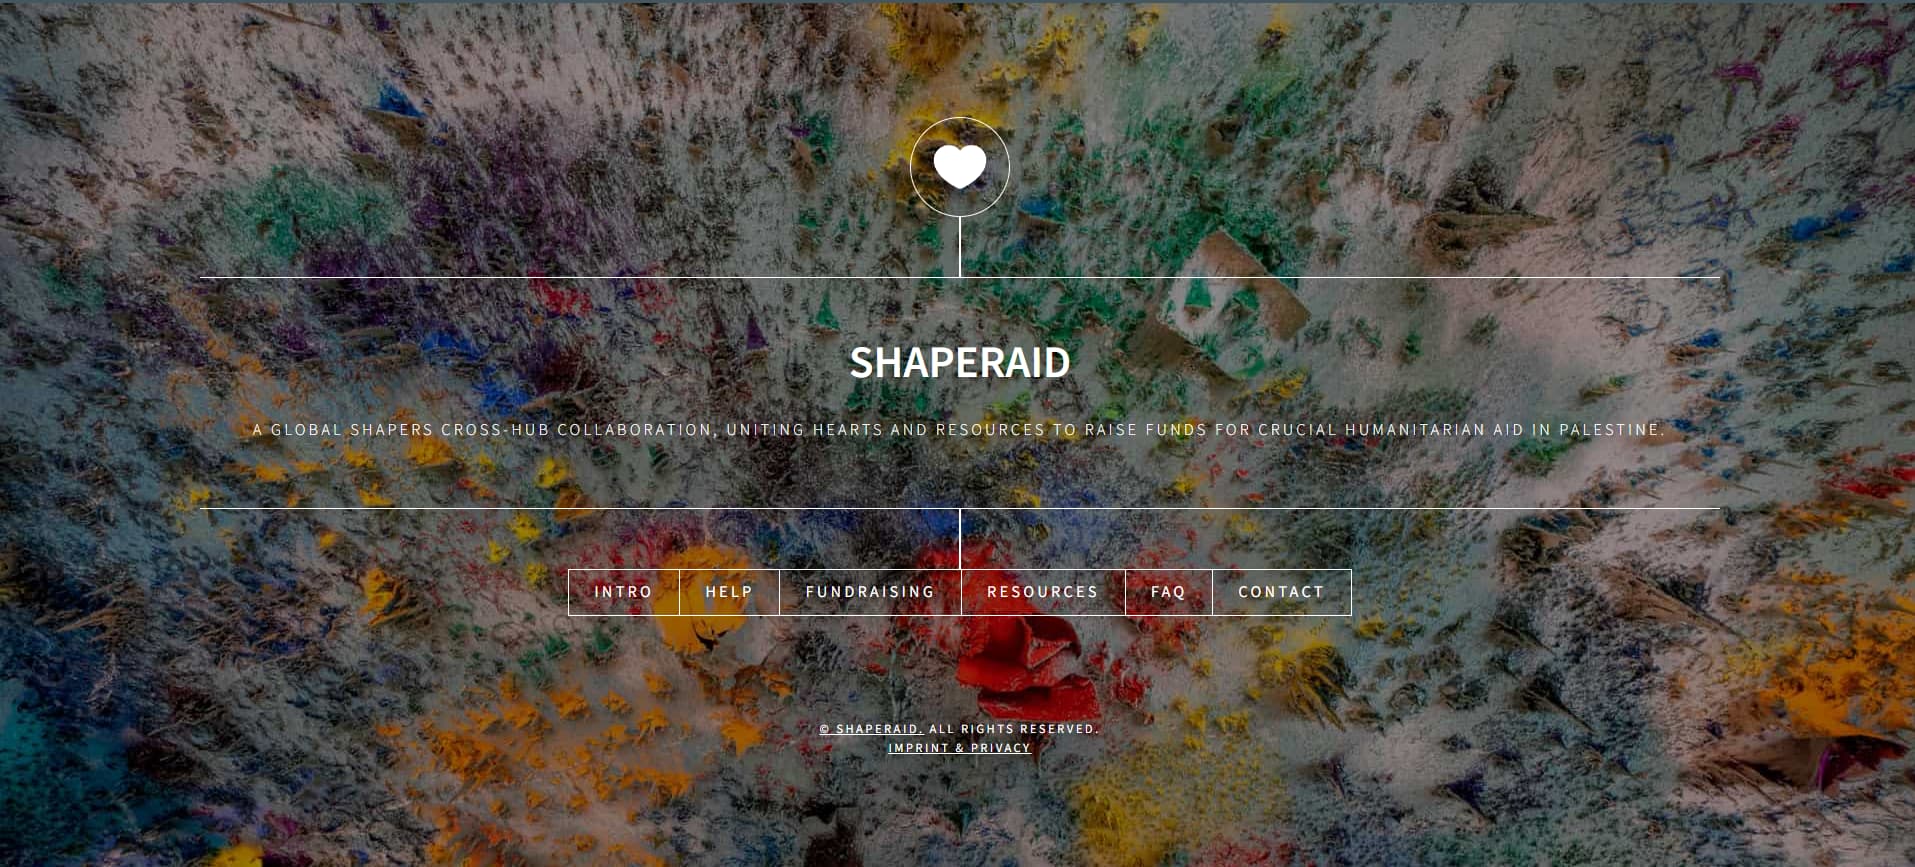 SHAPERAID
A GLOBAL SHAPERS CROSS-HUB COLLABORATION, UNITING HEARTS AND RESOURCES TO RAISE FUNDS FOR CRUCIAL HUMANITARIAN AID IN PALESTINE.
INTRO HELP FUNDRAISING RESOURCES FAQ CONTACT
© SHAPERAID. ALL RIGHTS RESERVED.
IMPRINT & PRIVACY